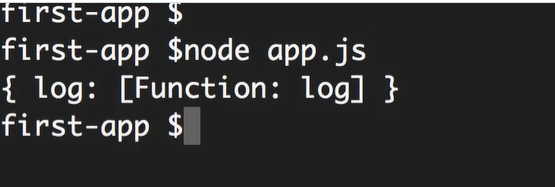 first-app $
first-app $node app.js
{ log: [Function: log] }
first-app $